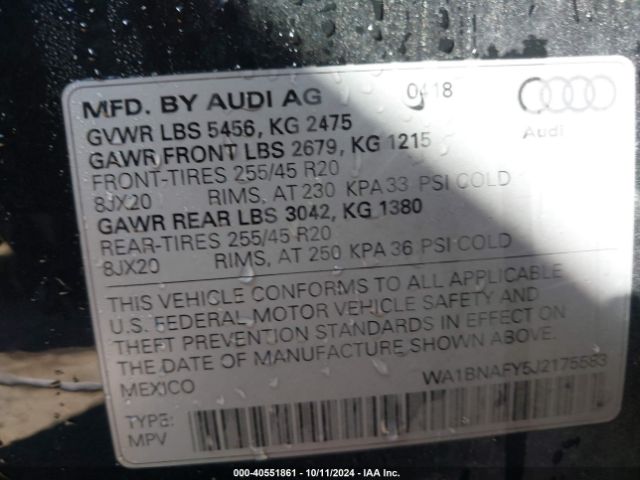 MFD. BY AUDI AG 0418
GVWR LBS 5456, KG 2475
GAWR FRONT LBS 2679, KG 1215
FRONT-TIRES 255/45 R20
8JX20 RIMS, AT 230 KPA 33 PSI COLD
GAWR REAR LBS 3042, KG 1380
REAR-TIRES 255/45 R20
8JX20 RIMS, AT 250 KPA 36 PSI COLD
Audi
THIS VEHICLE CONFORMS TO ALL APPLICABLE
U.S. FEDERAL MOTOR VEHICLE SAFETY AND
THEFT PREVENTION STANDARDS IN EFFECT ON
THE DATE OF MANUFACTURE SHOWN ABOVE.
MEXICO
WA1BNAFY5J2175583
TYPE:
MPV
000-40551861 - 10/11/2024 - IAA Inc.